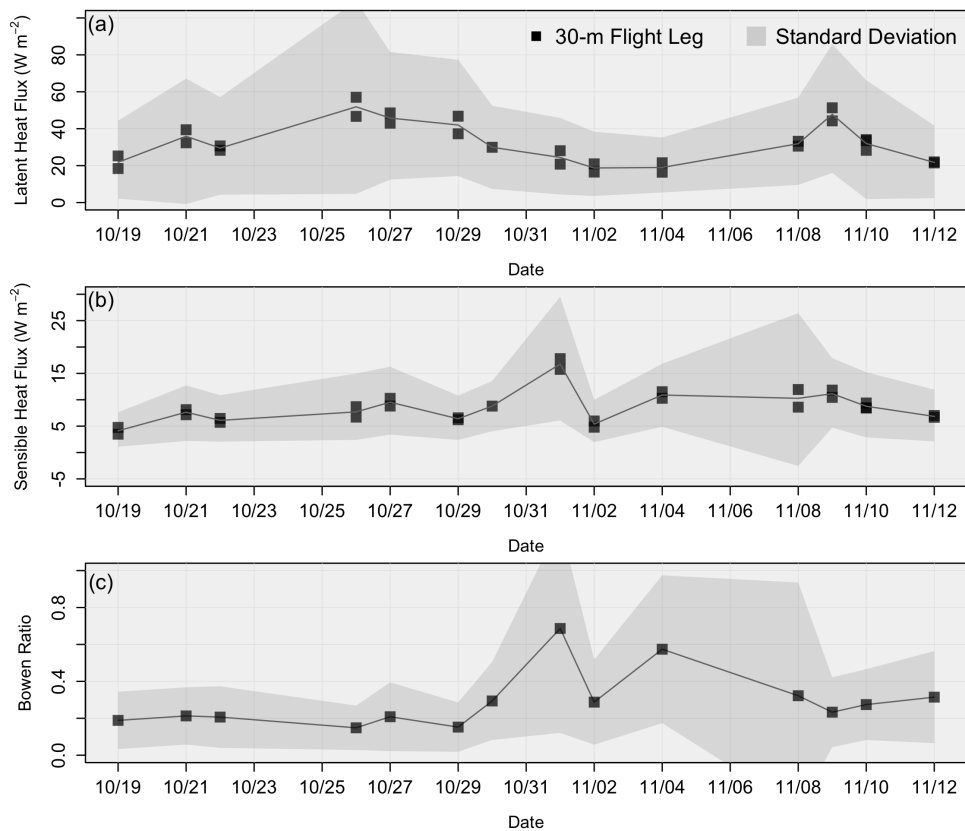 (a)
30-m Flight Leg
Standard Deviation
Latent Heat Flux (W m⁻²)
80
60
40
20
0
10/19 10/21 10/23 10/25 10/27 10/29 10/31 11/02 11/04 11/06 11/08 11/10 11/12
Date
(b)
Sensible Heat Flux (W m⁻²)
25
15
5
-5
10/19 10/21 10/23 10/25 10/27 10/29 10/31 11/02 11/04 11/06 11/08 11/10 11/12
Date
(c)
Bowen Ratio
0.8
0.4
0.0
10/19 10/21 10/23 10/25 10/27 10/29 10/31 11/02 11/04 11/06 11/08 11/10 11/12
Date